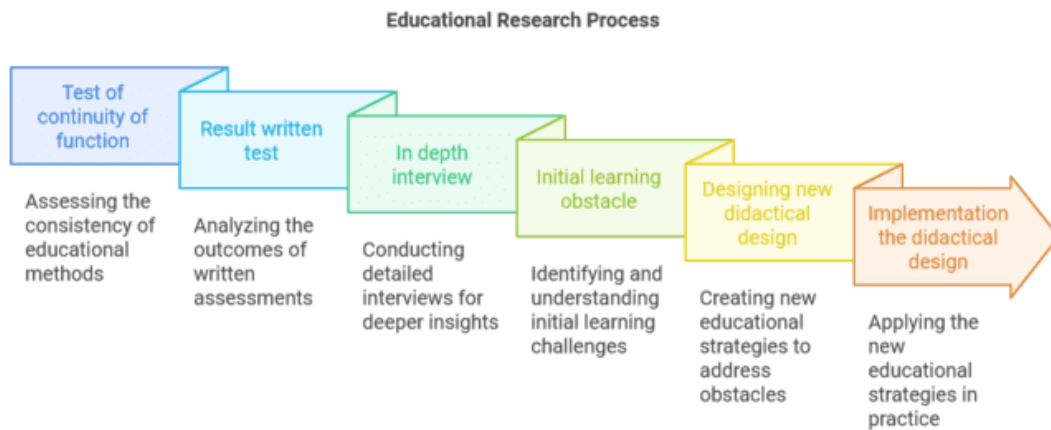 Educational Research Process
Test of
continuity of
function
Assessing the
consistency of
educational
methods
Result written
test
Analyzing the
outcomes of
written
assessments
In depth
interview
Conducting
detailed
interviews for
deeper insights
Initial learning
obstacle
Identifying and
understanding
initial learning
challenges
Designing new
didactical
design
Creating new
educational
strategies to
address
obstacles
Implementation
the didactical
design
Applying the
new
educational
strategies in
practice